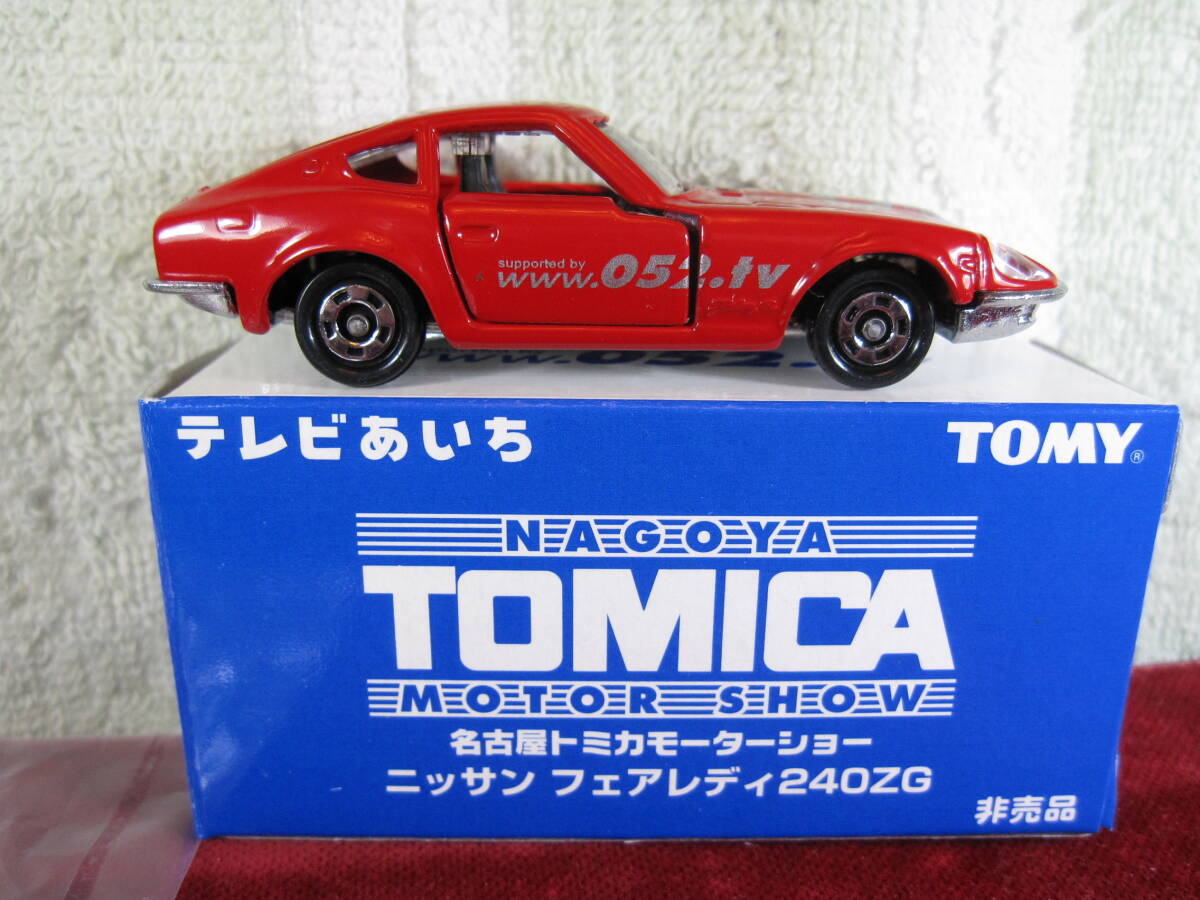 supported by
www.052.tv
www.052.
テレビあいち
TOMY®
NAGOYA
TOMICA
MOTOR SHOW
名古屋トミカモーターショー
ニッサン フェアレディ240ZG
非売品